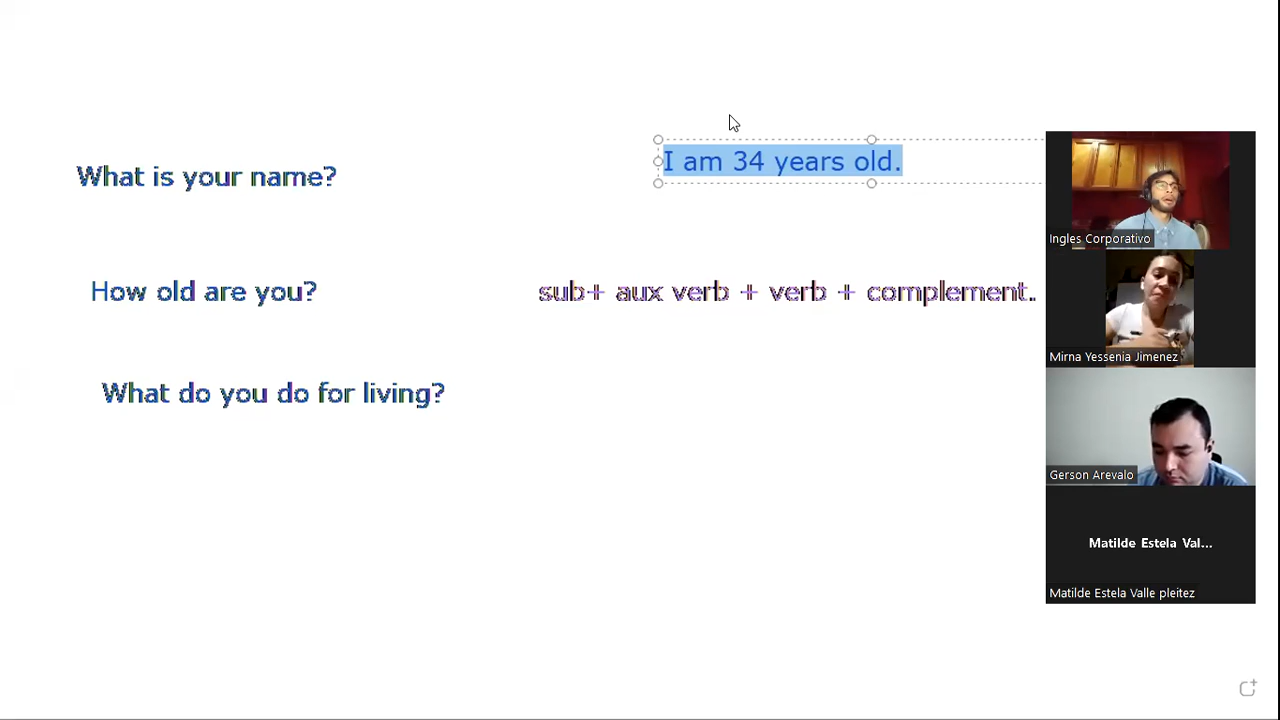 What is your name?
I am 34 years old.
How old are you?
sub+ aux verb + verb + complement.
What do you do for living?
Ingles Corporativo
Mirna Yessenia Jimenez
Gerson Arevalo
Matilde Estela Val...
Matilde Estela Valle pleitez